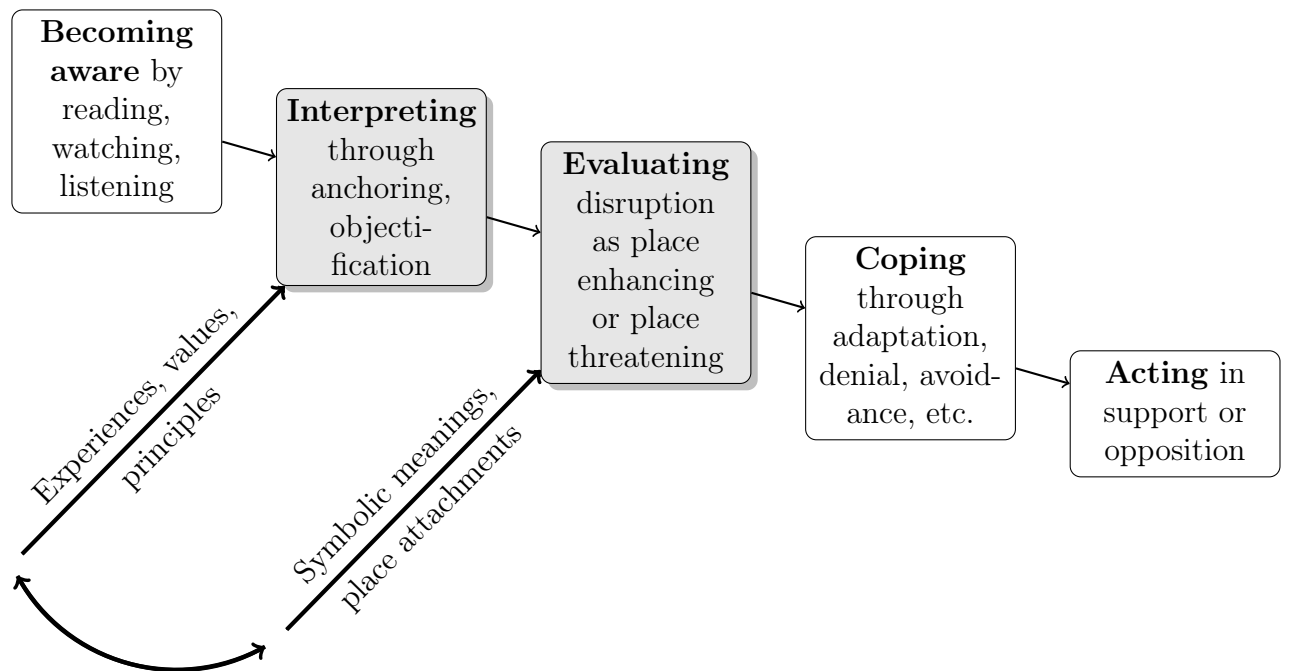 Becoming
aware by
reading,
watching,
listening
Interpreting
through
anchoring,
objecti-
fication
Evaluating
disruption
as place
enhancing
or place
threatening
Coping
through
adaptation,
denial, avoid-
ance, etc.
Acting in
support or
opposition
Experiences, values,
principles
Symbolic meanings,
place attachments